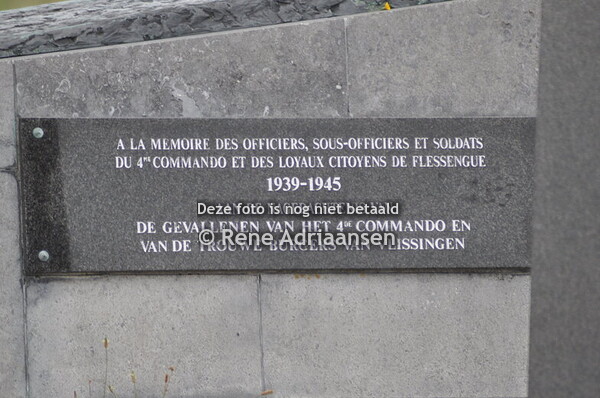 A LA MEMOIRE DES OFFICIERS, SOUS-OFFICIERS ET SOLDATS
DU 4ME COMMANDO ET DES LOYAUX CITOYENS DE FLESSENGUE
1939-1945
Deze foto is nog niet betaald
DE GEVALLENEN VAN HET 4DE COMMANDO EN
© Rene Adriaansen
VAN DE TROUWE BURGERS VAN VLISSINGEN